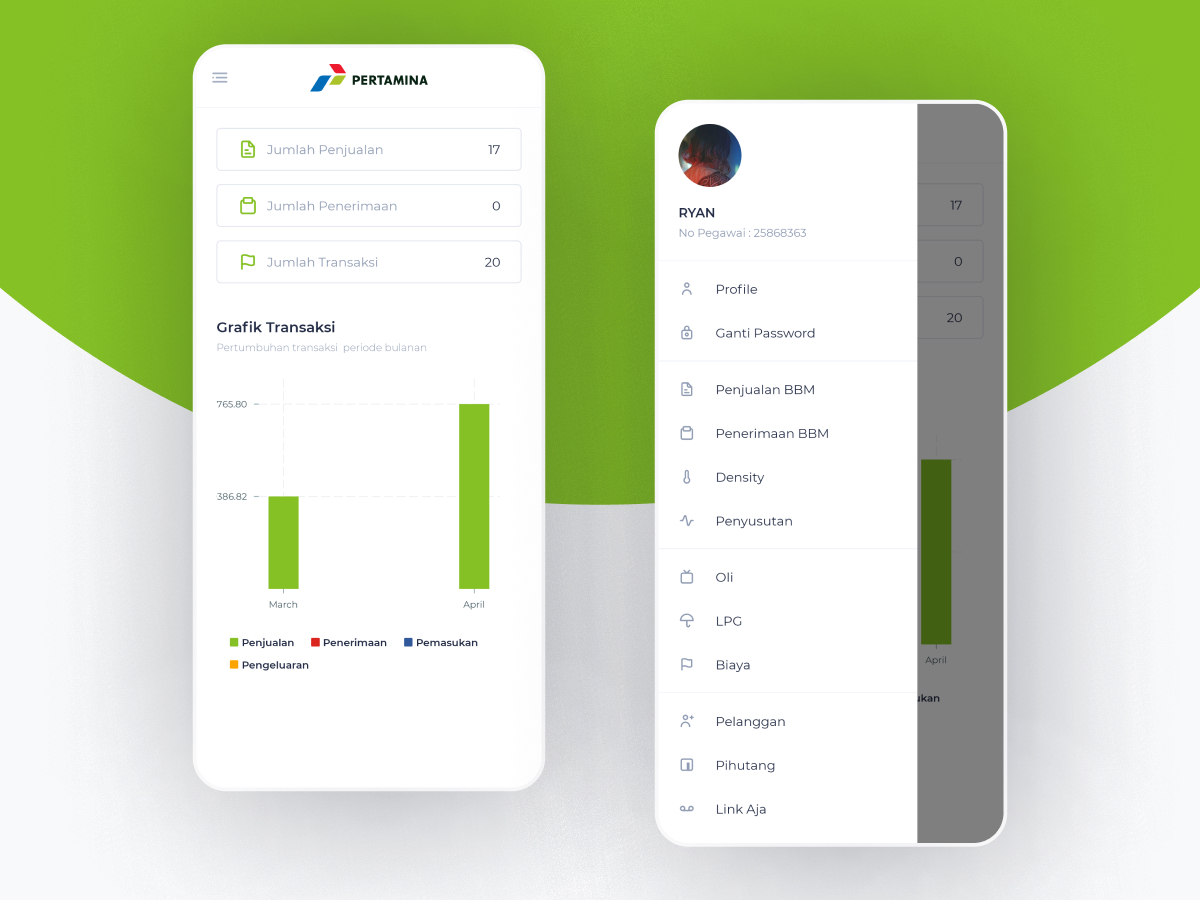 PERTAMINA
Jumlah Penjualan 17
Jumlah Penerimaan 0
Jumlah Transaksi 20
Grafik Transaksi
Pertumbuhan transaksi periode bulanan
765.80
386.82
March April
Penjualan Penerimaan Pemasukan
Pengeluaran
RYAN
No Pegawai : 25868363
Profile
Ganti Password
Penjualan BBM
Penerimaan BBM
Density
Penyusutan
Oli
LPG
Biaya
Pelanggan
Pihutang
Link Aja
17
0
20
April
ukan